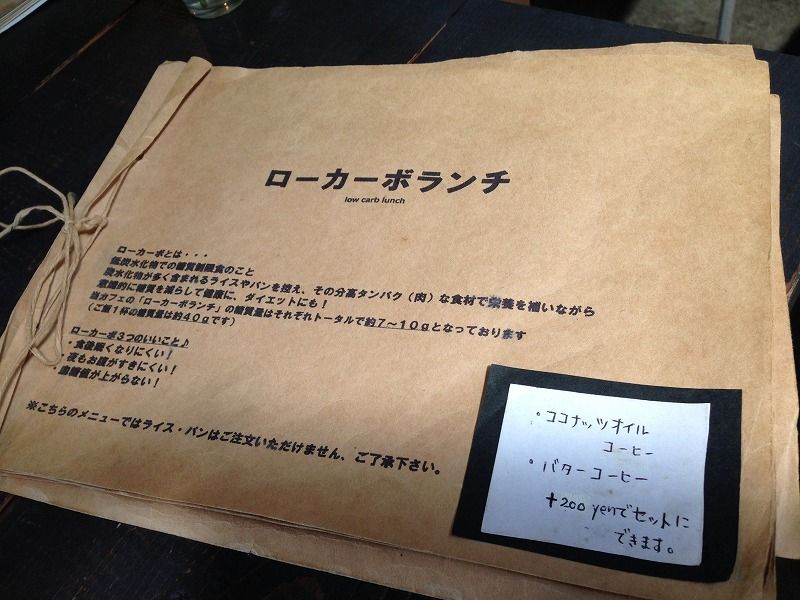 ローカーボランチ
low carb lunch
ローカーボとは・・・
低炭水化物での糖質制限食のこと
炭水化物が多く含まれるライスやパンを控え、その分高タンパク（肉）な食材で栄養を補いながら
意識的に糖質を減らして健康に、ダイエットにも！
当カフェの「ローカーボランチ」の糖質量はそれぞれトータルで約７～１０ｇとなっております
（ご飯１杯の糖質量は約４０ｇです）
ローカーボ３つのいいこと♪
・食後眠くなりにくい！
・夜もお腹がすきにくい！
・血糖値が上がらない！
※こちらのメニューではライス・パンはご注文いただけません、ご了承下さい。
°ココナッツオイル
コーヒー
°バターコーヒー
+200 yenでセットに
できます。